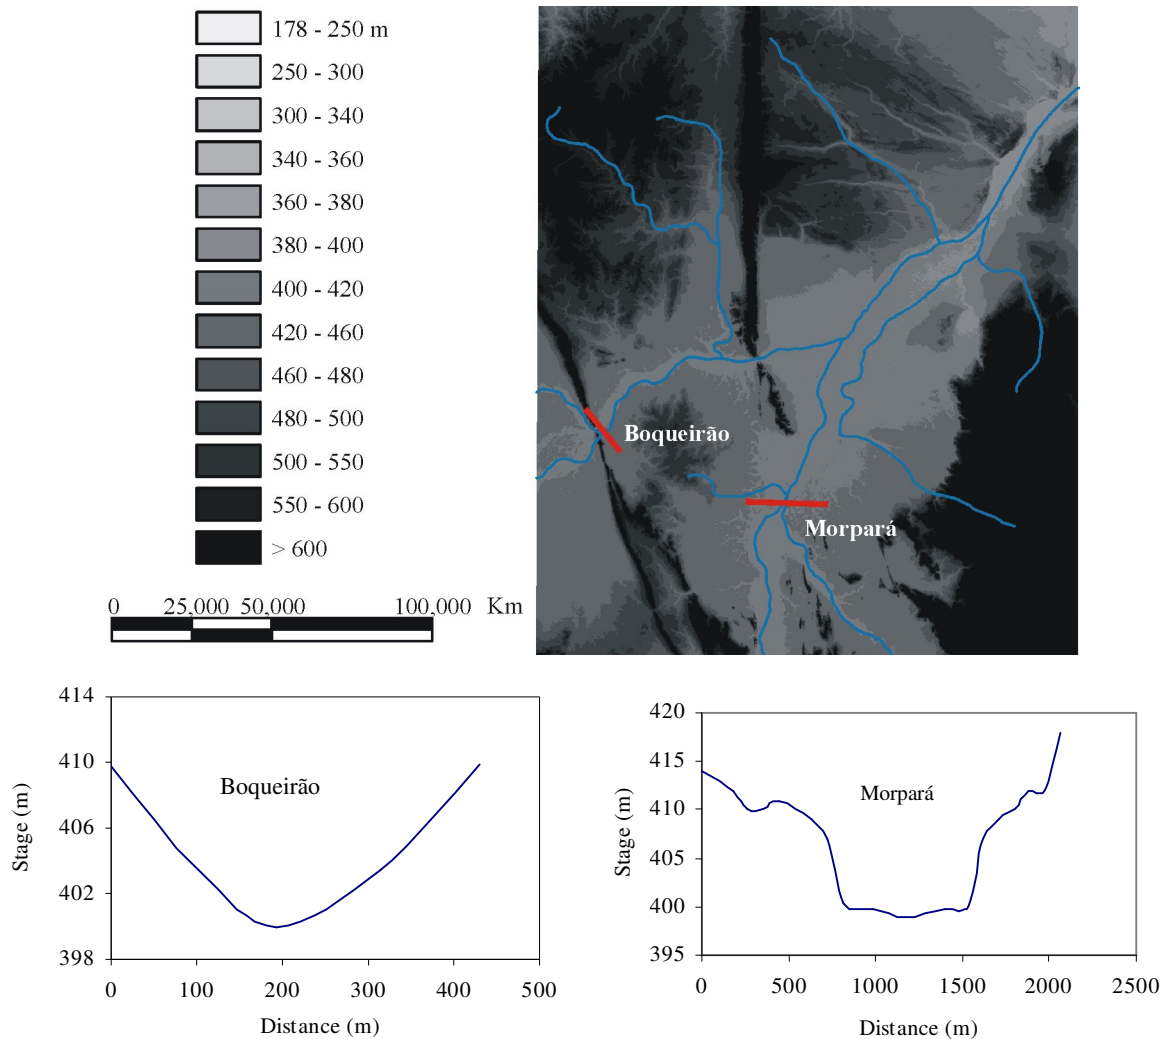 178 - 250 m
250 - 300
300 - 340
340 - 360
360 - 380
380 - 400
400 - 420
420 - 460
460 - 480
480 - 500
500 - 550
550 - 600
> 600
0 25,000 50,000 100,000 Km
Boqueirão
Morpará
414
410
406
402
398
Stage (m)
Boqueirão
0 100 200 300 400 500
Distance (m)
420
415
410
405
400
395
Stage (m)
Morpará
0 500 1000 1500 2000 2500
Distance (m)